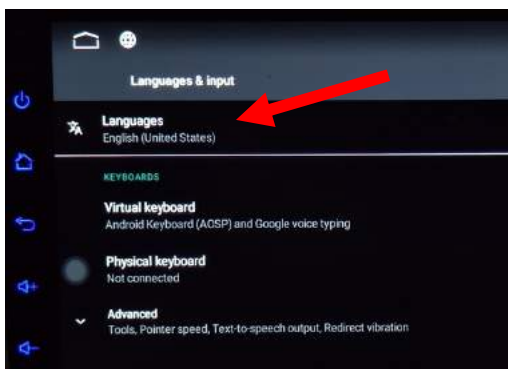 Languages & input
Languages
English (United States)
KEYBOARDS
Virtual keyboard
Android Keyboard (AOSP) and Google voice typing
Physical keyboard
Not connected
Advanced
Tools, Pointer speed, Text-to-speech output, Redirect vibration